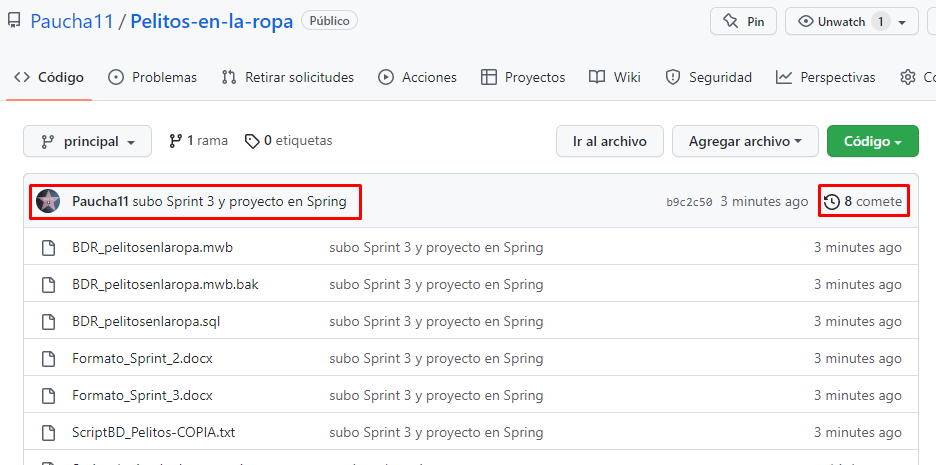 Paucha11 / Pelitos-en-la-ropa Público Pin Unwatch 1
Código Problemas Retirar solicitudes Acciones Proyectos Wiki Seguridad Perspectivas
principal 1 rama 0 etiquetas Ir al archivo Agregar archivo Código
Paucha11 subo Sprint 3 y proyecto en Spring b9c2c50 3 minutes ago 8 comete
BDR_pelitosenlaropa.mwb subo Sprint 3 y proyecto en Spring 3 minutes ago
BDR_pelitosenlaropa.mwb.bak subo Sprint 3 y proyecto en Spring 3 minutes ago
BDR_pelitosenlaropa.sql subo Sprint 3 y proyecto en Spring 3 minutes ago
Formato_Sprint_2.docx subo Sprint 3 y proyecto en Spring 3 minutes ago
Formato_Sprint_3.docx subo Sprint 3 y proyecto en Spring 3 minutes ago
ScriptBD_Pelitos-COPIA.txt subo Sprint 3 y proyecto en Spring 3 minutes ago